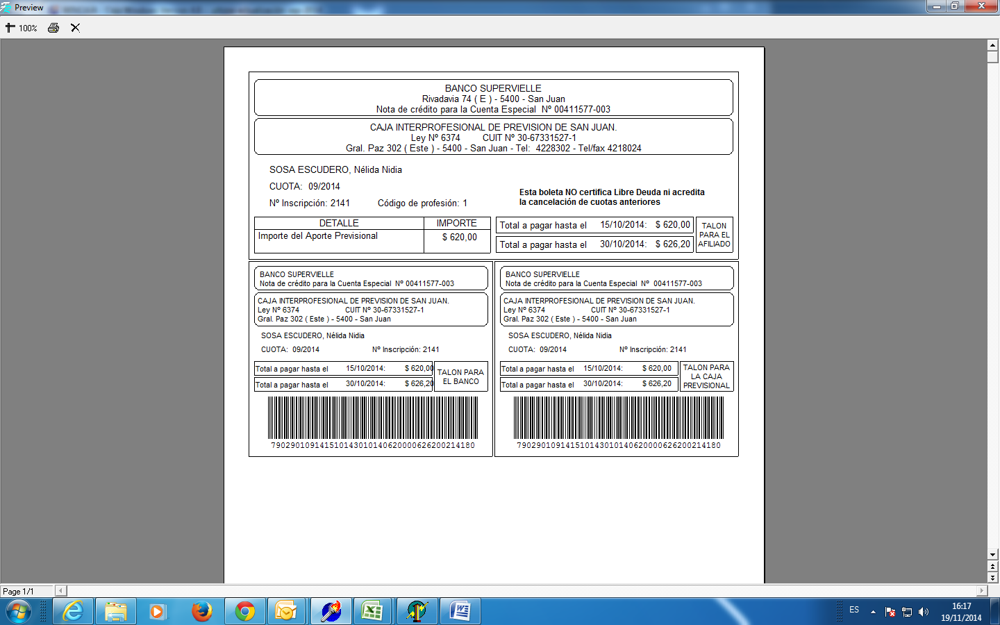 Preview
100%
BANCO SUPERVIELLE
Rivadavia 74 ( E ) - 5400 - San Juan
Nota de crédito para la Cuenta Especial Nº 00411577-003
CAJA INTERPROFESIONAL DE PREVISION DE SAN JUAN.
Ley Nº 6374 CUIT Nº 30-67331527-1
Gral. Paz 302 ( Este ) - 5400 - San Juan - Tel: 4228302 - Tel/fax 4218024
SOSA ESCUDERO, Nélida Nidia
CUOTA: 09/2014
Nº Inscripción: 2141 Código de profesión: 1
Esta boleta NO certifica Libre Deuda ni acredita
la cancelación de cuotas anteriores
DETALLE IMPORTE
Importe del Aporte Previsional $ 620,00
Total a pagar hasta el 15/10/2014: $ 620,00
Total a pagar hasta el 30/10/2014: $ 626,20
TALON
PARA EL
AFILIADO
BANCO SUPERVIELLE
Nota de crédito para la Cuenta Especial Nº 00411577-003
CAJA INTERPROFESIONAL DE PREVISION DE SAN JUAN.
Ley Nº 6374 CUIT Nº 30-67331527-1
Gral. Paz 302 ( Este ) - 5400 - San Juan
SOSA ESCUDERO, Nélida Nidia
CUOTA: 09/2014 Nº Inscripción: 2141
Total a pagar hasta el 15/10/2014: $ 620,00
Total a pagar hasta el 30/10/2014: $ 626,20
TALON PARA
EL BANCO
79029010914151014301014062000062620021418​0
BANCO SUPERVIELLE
Nota de crédito para la Cuenta Especial Nº 00411577-003
CAJA INTERPROFESIONAL DE PREVISION DE SAN JUAN.
Ley Nº 6374 CUIT Nº 30-67331527-1
Gral. Paz 302 ( Este ) - 5400 - San Juan
SOSA ESCUDERO, Nélida Nidia
CUOTA: 09/2014 Nº Inscripción: 2141
Total a pagar hasta el 15/10/2014: $ 620,00
Total a pagar hasta el 30/10/2014: $ 626,20
TALON PARA
LA CAJA
PREVISIONAL
790290109141510143010140620000626200214180
Page 1/1
ES
16:17
19/11/2014